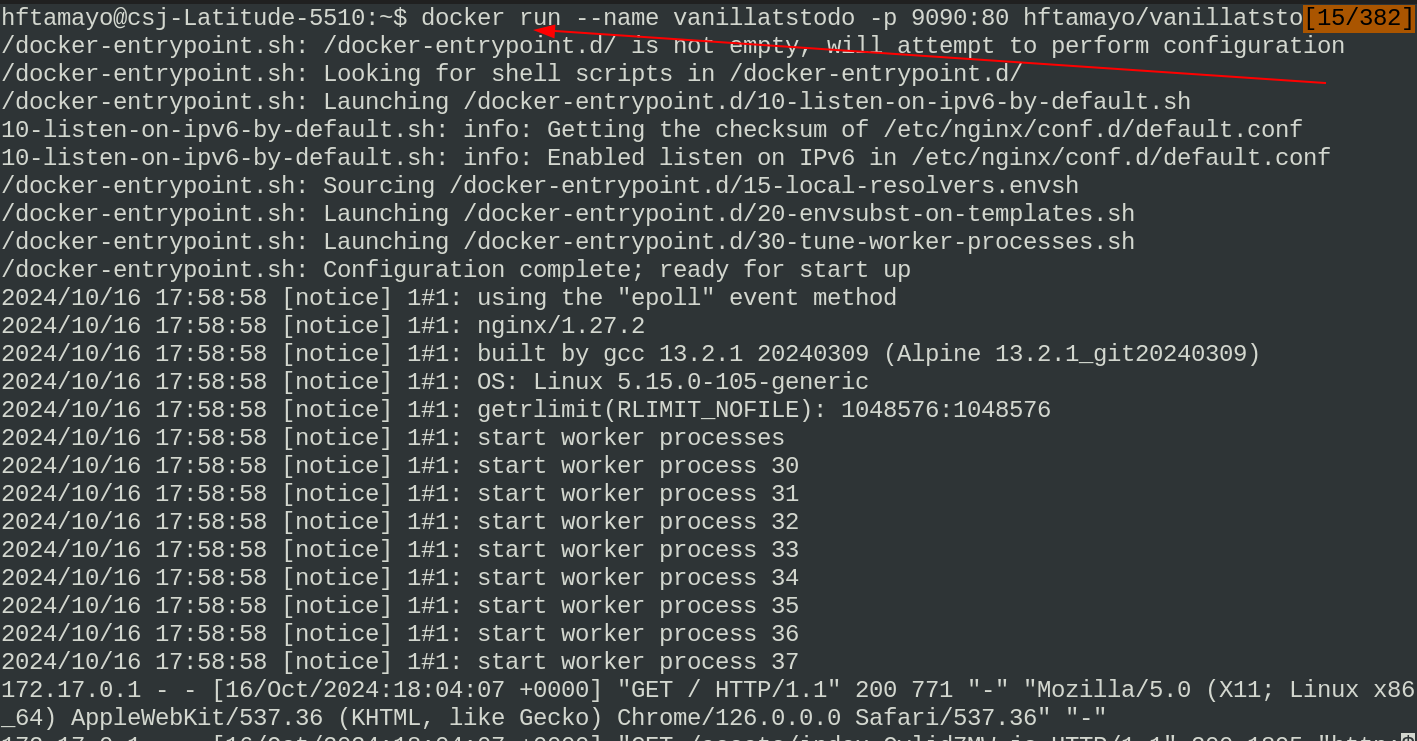 hftamayo@csj-Latitude-5510:~$ docker run --name vanillatstodo -p 9090:80 hftamayo/vanillatsto[15/382]
/docker-entrypoint.sh: /docker-entrypoint.d/ is not empty, will attempt to perform configuration
/docker-entrypoint.sh: Looking for shell scripts in /docker-entrypoint.d/
/docker-entrypoint.sh: Launching /docker-entrypoint.d/10-listen-on-ipv6-by-default.sh
10-listen-on-ipv6-by-default.sh: info: Getting the checksum of /etc/nginx/conf.d/default.conf
10-listen-on-ipv6-by-default.sh: info: Enabled listen on IPv6 in /etc/nginx/conf.d/default.conf
/docker-entrypoint.sh: Sourcing /docker-entrypoint.d/15-local-resolvers.envsh
/docker-entrypoint.sh: Launching /docker-entrypoint.d/20-envsubst-on-templates.sh
/docker-entrypoint.sh: Launching /docker-entrypoint.d/30-tune-worker-processes.sh
/docker-entrypoint.sh: Configuration complete; ready for start up
2024/10/16 17:58:58 [notice] 1#1: using the "epoll" event method
2024/10/16 17:58:58 [notice] 1#1: nginx/1.27.2
2024/10/16 17:58:58 [notice] 1#1: built by gcc 13.2.1 20240309 (Alpine 13.2.1_git20240309)
2024/10/16 17:58:58 [notice] 1#1: OS: Linux 5.15.0-105-generic
2024/10/16 17:58:58 [notice] 1#1: getrlimit(RLIMIT_NOFILE): 1048576:1048576
2024/10/16 17:58:58 [notice] 1#1: start worker processes
2024/10/16 17:58:58 [notice] 1#1: start worker process 30
2024/10/16 17:58:58 [notice] 1#1: start worker process 31
2024/10/16 17:58:58 [notice] 1#1: start worker process 32
2024/10/16 17:58:58 [notice] 1#1: start worker process 33
2024/10/16 17:58:58 [notice] 1#1: start worker process 34
2024/10/16 17:58:58 [notice] 1#1: start worker process 35
2024/10/16 17:58:58 [notice] 1#1: start worker process 36
2024/10/16 17:58:58 [notice] 1#1: start worker process 37
172.17.0.1 - - [16/Oct/2024:18:04:07 +0000] "GET / HTTP/1.1" 200 771 "-" "Mozilla/5.0 (X11; Linux x86
_64) AppleWebKit/537.36 (KHTML, like Gecko) Chrome/126.0.0.0 Safari/537.36" "-"
172.17.0.1 - - [16/Oct/2024:18:04:07 +0000] "GET